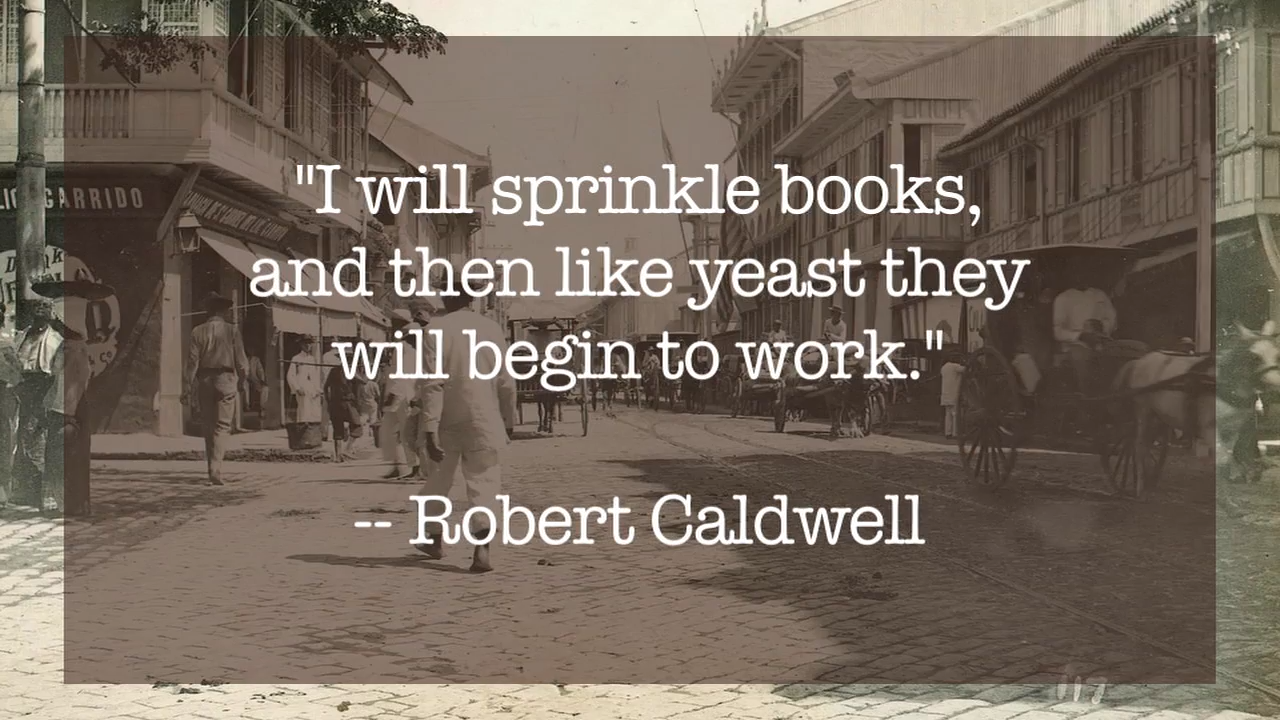 "I will sprinkle books,
and then like yeast they
will begin to work."
-- Robert Caldwell
GARRIDO